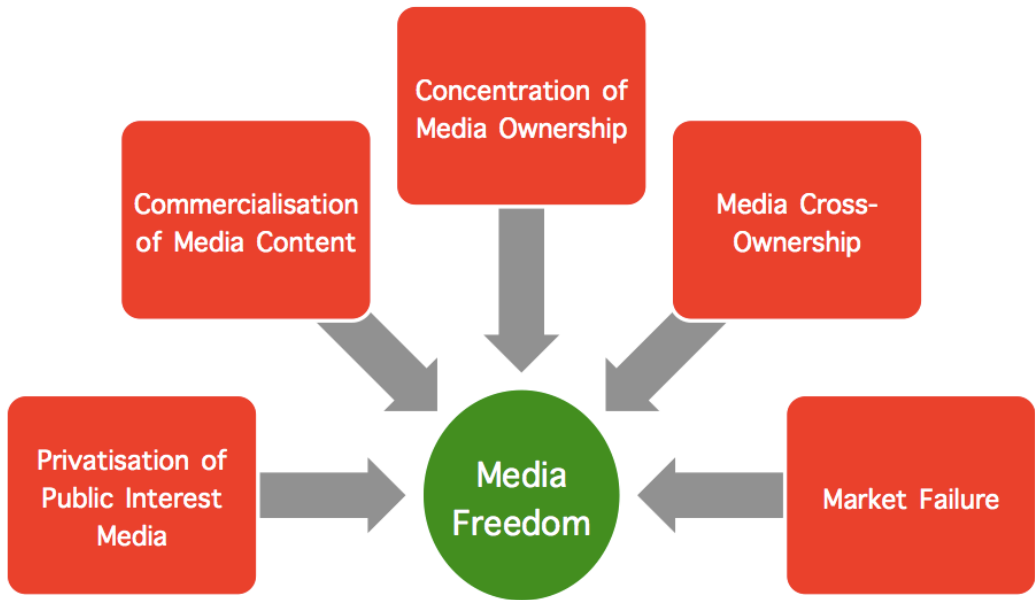 Concentration of
Media Ownership
Commercialisation
of Media Content
Media Cross-
Ownership
Privatisation of
Public Interest
Media
Media
Freedom
Market Failure